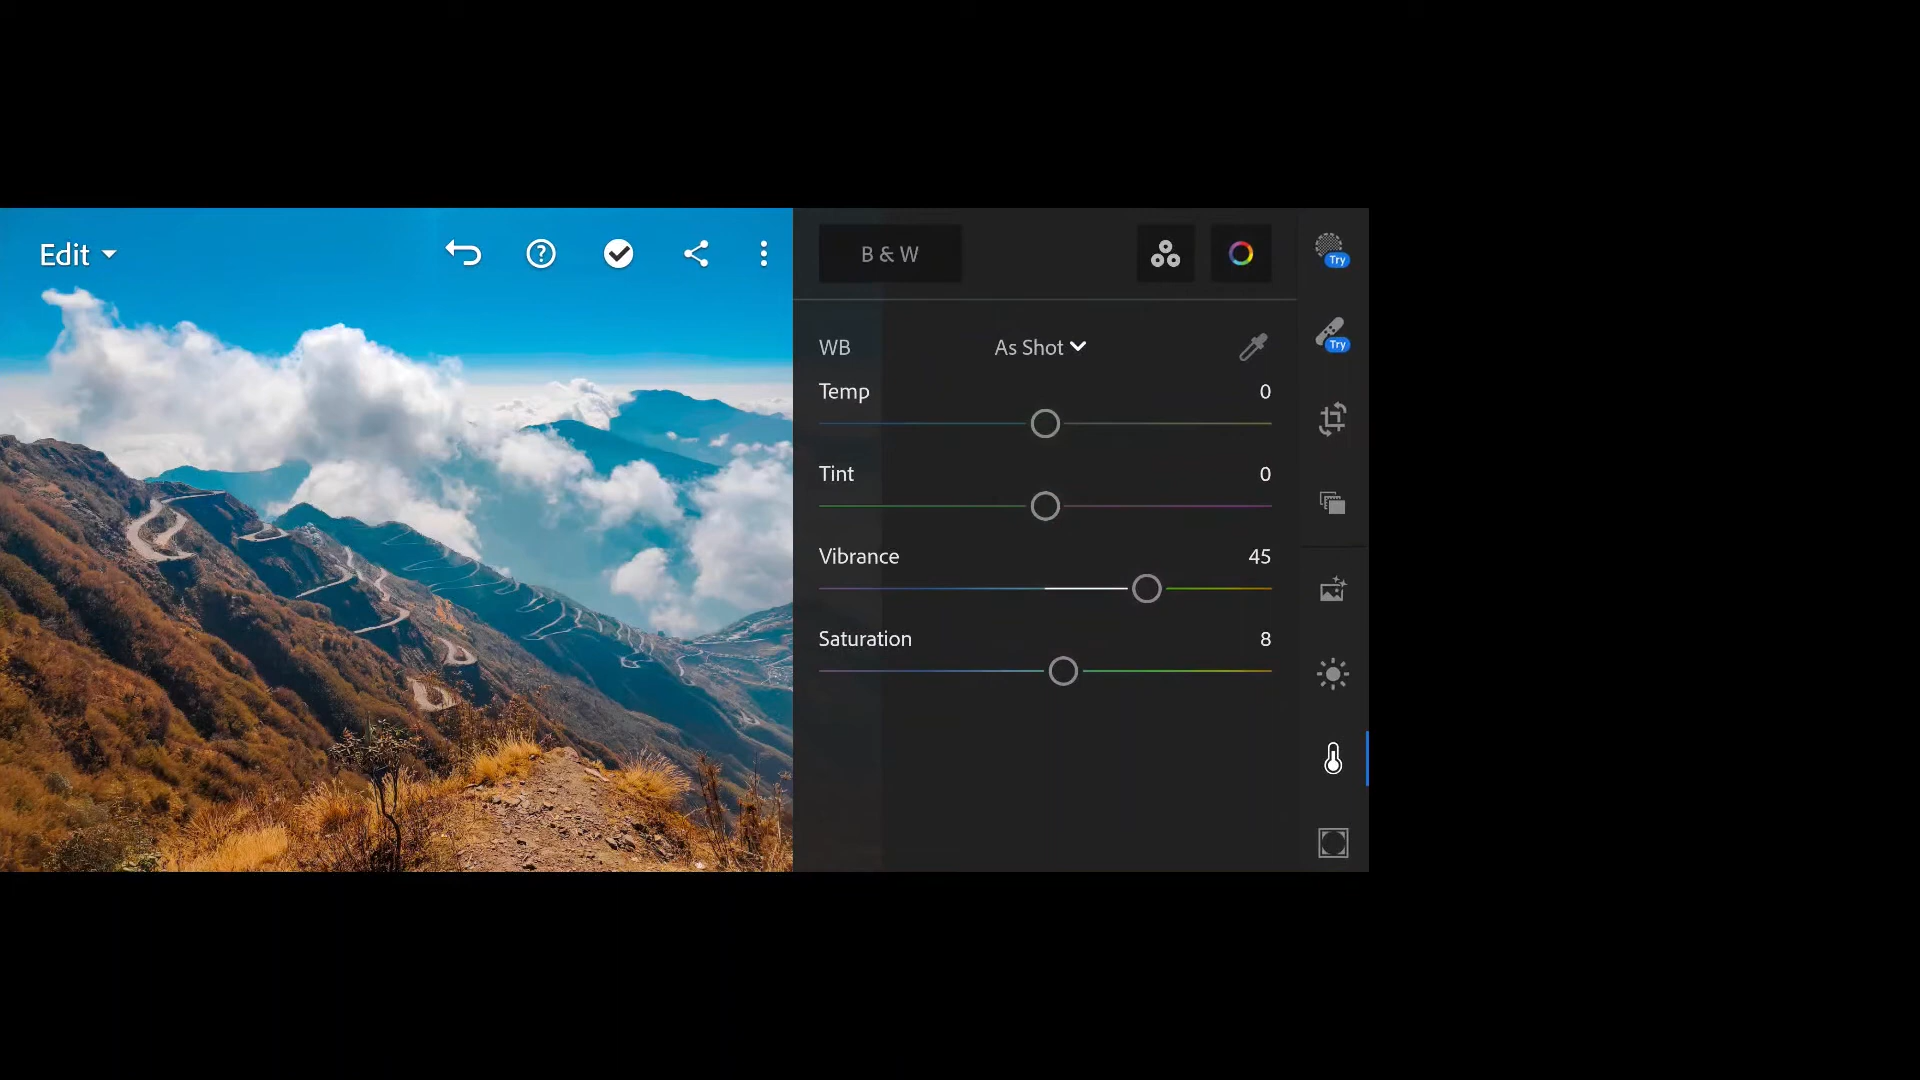 Edit
B & W
Try
WB As Shot
Temp 0
Try
Tint 0
Vibrance 45
Saturation 8